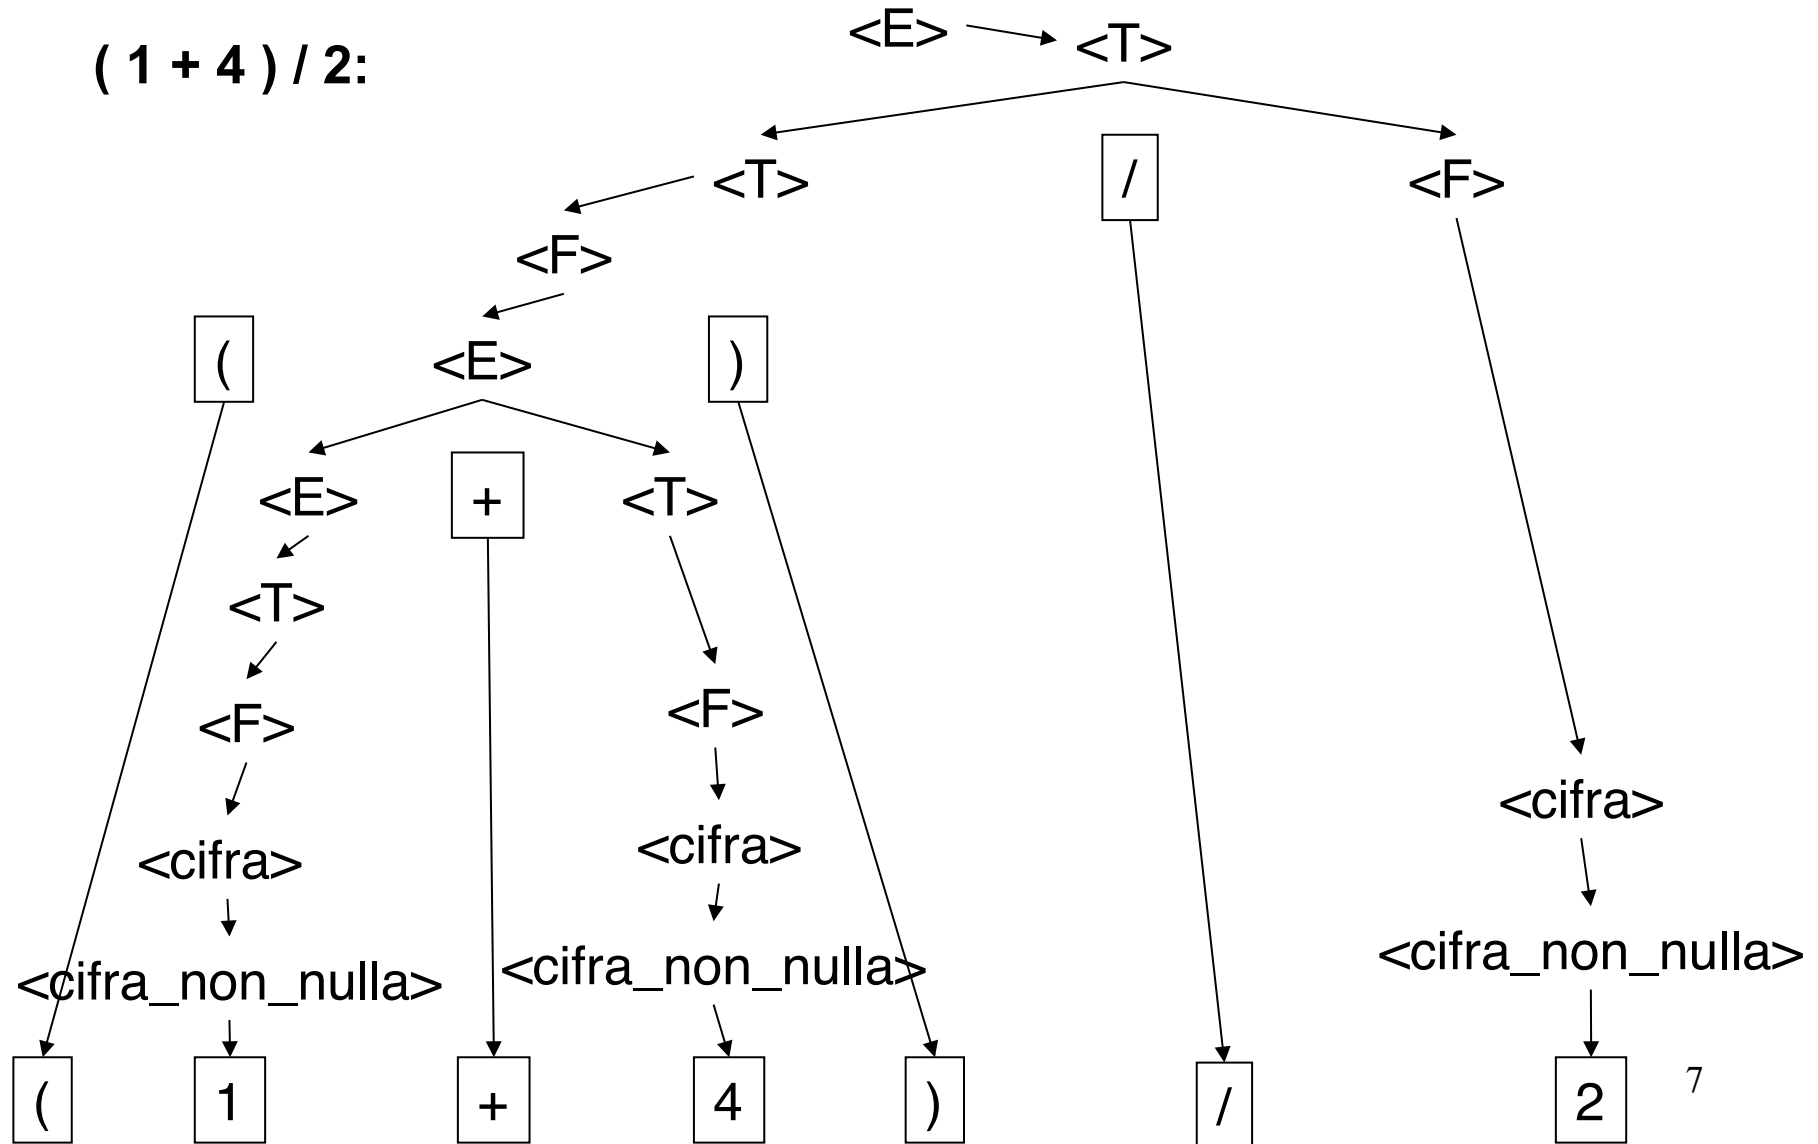 <E> <T>
( 1 + 4 ) / 2:
<T> / <F>
<F>
( <E> )
<E> + <T>
<T>
<F> <F>
<cifra>
<cifra> <cifra>
<cifra_non_nulla>
<cifra_non_nulla> <cifra_non_nulla>
( 1 + 4 ) / 2 7